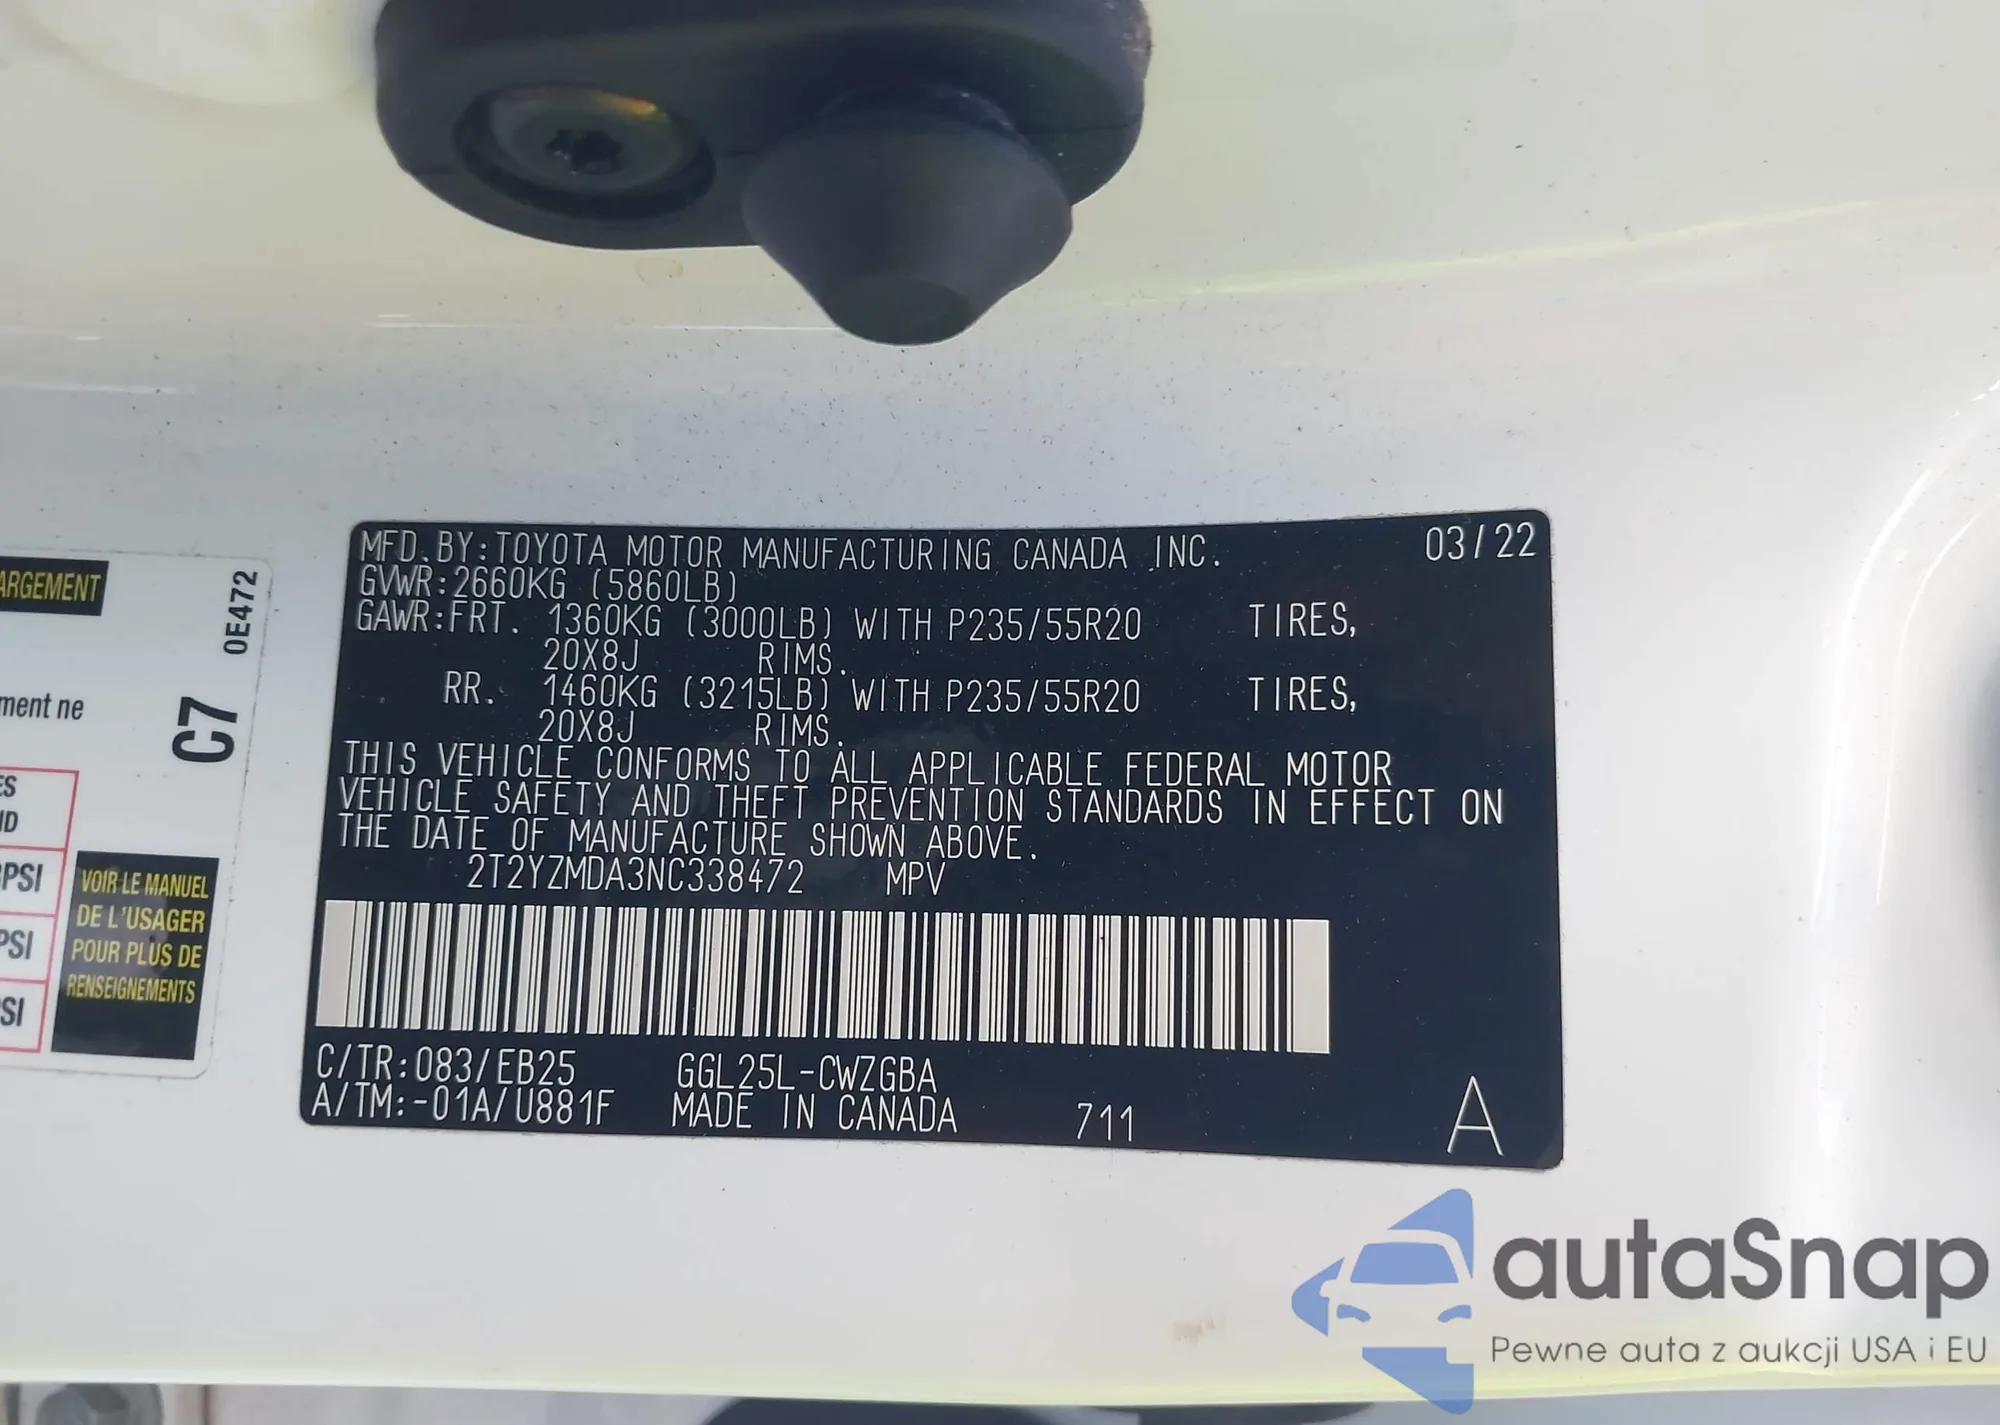 MFD. BY: TOYOTA MOTOR MANUFACTURING CANADA INC. 03/22
GVWR: 2660KG (5860LB)
GAWR: FRT. 1360KG (3000LB) WITH P235/55R20 TIRES,
20X8J RIMS.
RR. 1460KG (3215LB) WITH P235/55R20 TIRES,
20X8J RIMS.
THIS VEHICLE CONFORMS TO ALL APPLICABLE FEDERAL MOTOR
VEHICLE SAFETY AND THEFT PREVENTION STANDARDS IN EFFECT ON
THE DATE OF MANUFACTURE SHOWN ABOVE.
2T2YZMDA3NC338472 MPV
C/TR: 083/EB25 GGL25L-CWZGBA
A/TM: -01A/U881F MADE IN CANADA 711 A
ARGEMENT
0E472
C7
ment ne
ES
ND
PSI
PSI
SI
VOIR LE MANUEL
DE L'USAGER
POUR PLUS DE
RENSEIGNEMENTS
autaSnap
Pewne auta z aukcji USA i EU